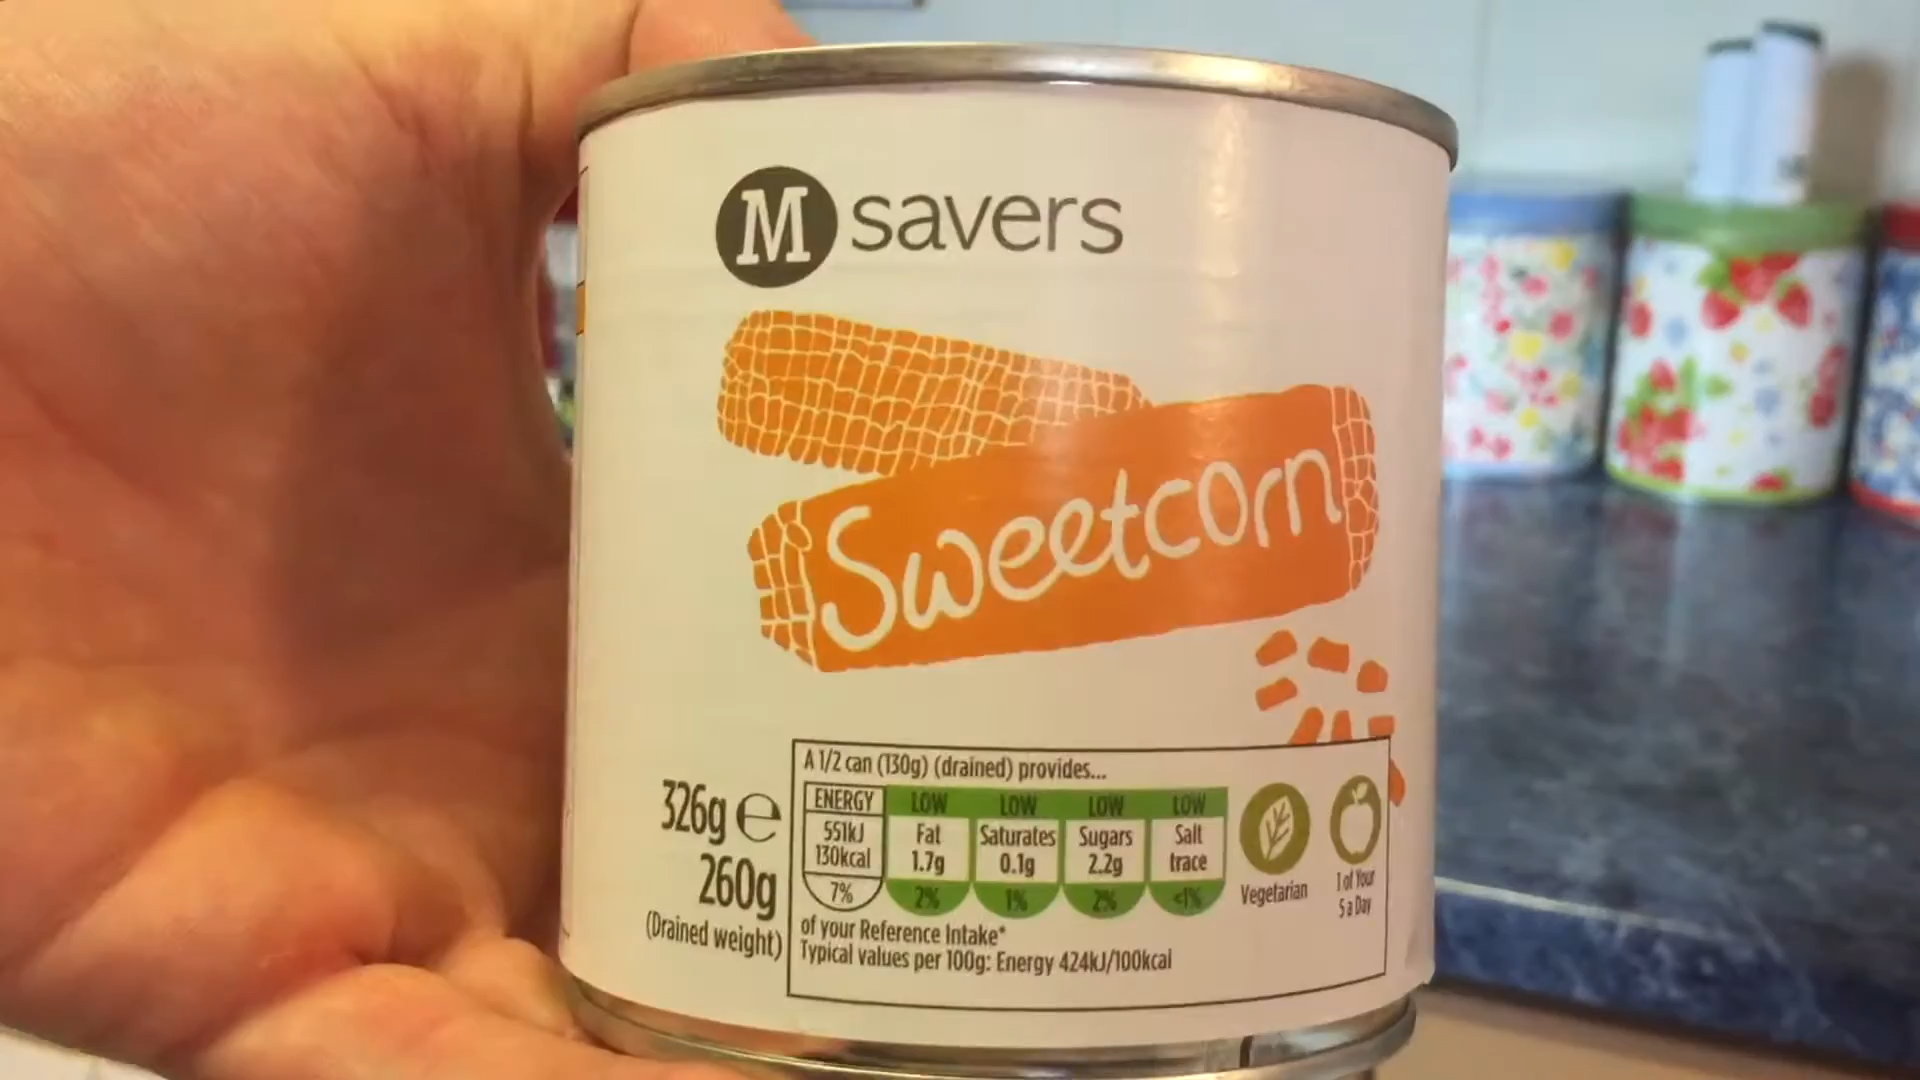 M savers
Sweetcorn
326g ℮
260g
(Drained weight)
A 1/2 can (130g) (drained) provides...
ENERGY LOW LOW LOW LOW
551kJ Fat Saturates Sugars Salt
130kcal 1.7g 0.1g 2.2g trace
7% 2% 1% 2% <1%
of your Reference Intake*
Typical values per 100g: Energy 424kJ/100kcal
Vegetarian
1 of Your
5 a Day